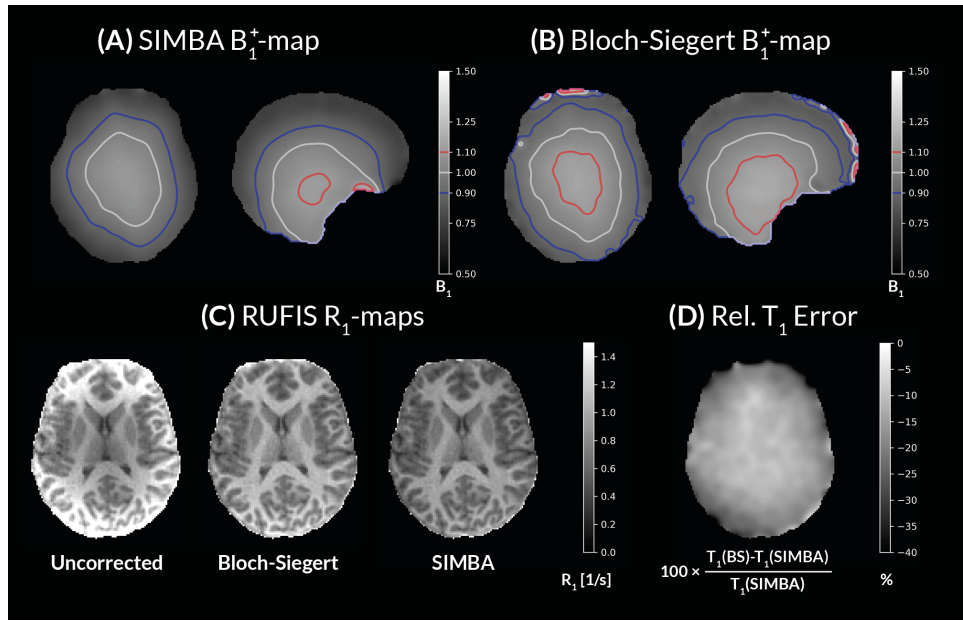 (A) SIMBA B₁⁺-map
(B) Bloch-Siegert B₁⁺-map
1.50
1.25
1.10
1.00
0.90
0.75
0.50
B₁
1.50
1.25
1.10
1.00
0.90
0.75
0.50
B₁
(C) RUFIS R₁-maps
(D) Rel. T₁ Error
1.4
1.2
1.0
0.8
0.6
0.4
0.2
0.0
0
−5
−10
−15
−20
−25
−30
−35
−40
Uncorrected
Bloch-Siegert
SIMBA
R₁ [1/s]
100 × T₁(BS)-T₁(SIMBA)
T₁(SIMBA)
%